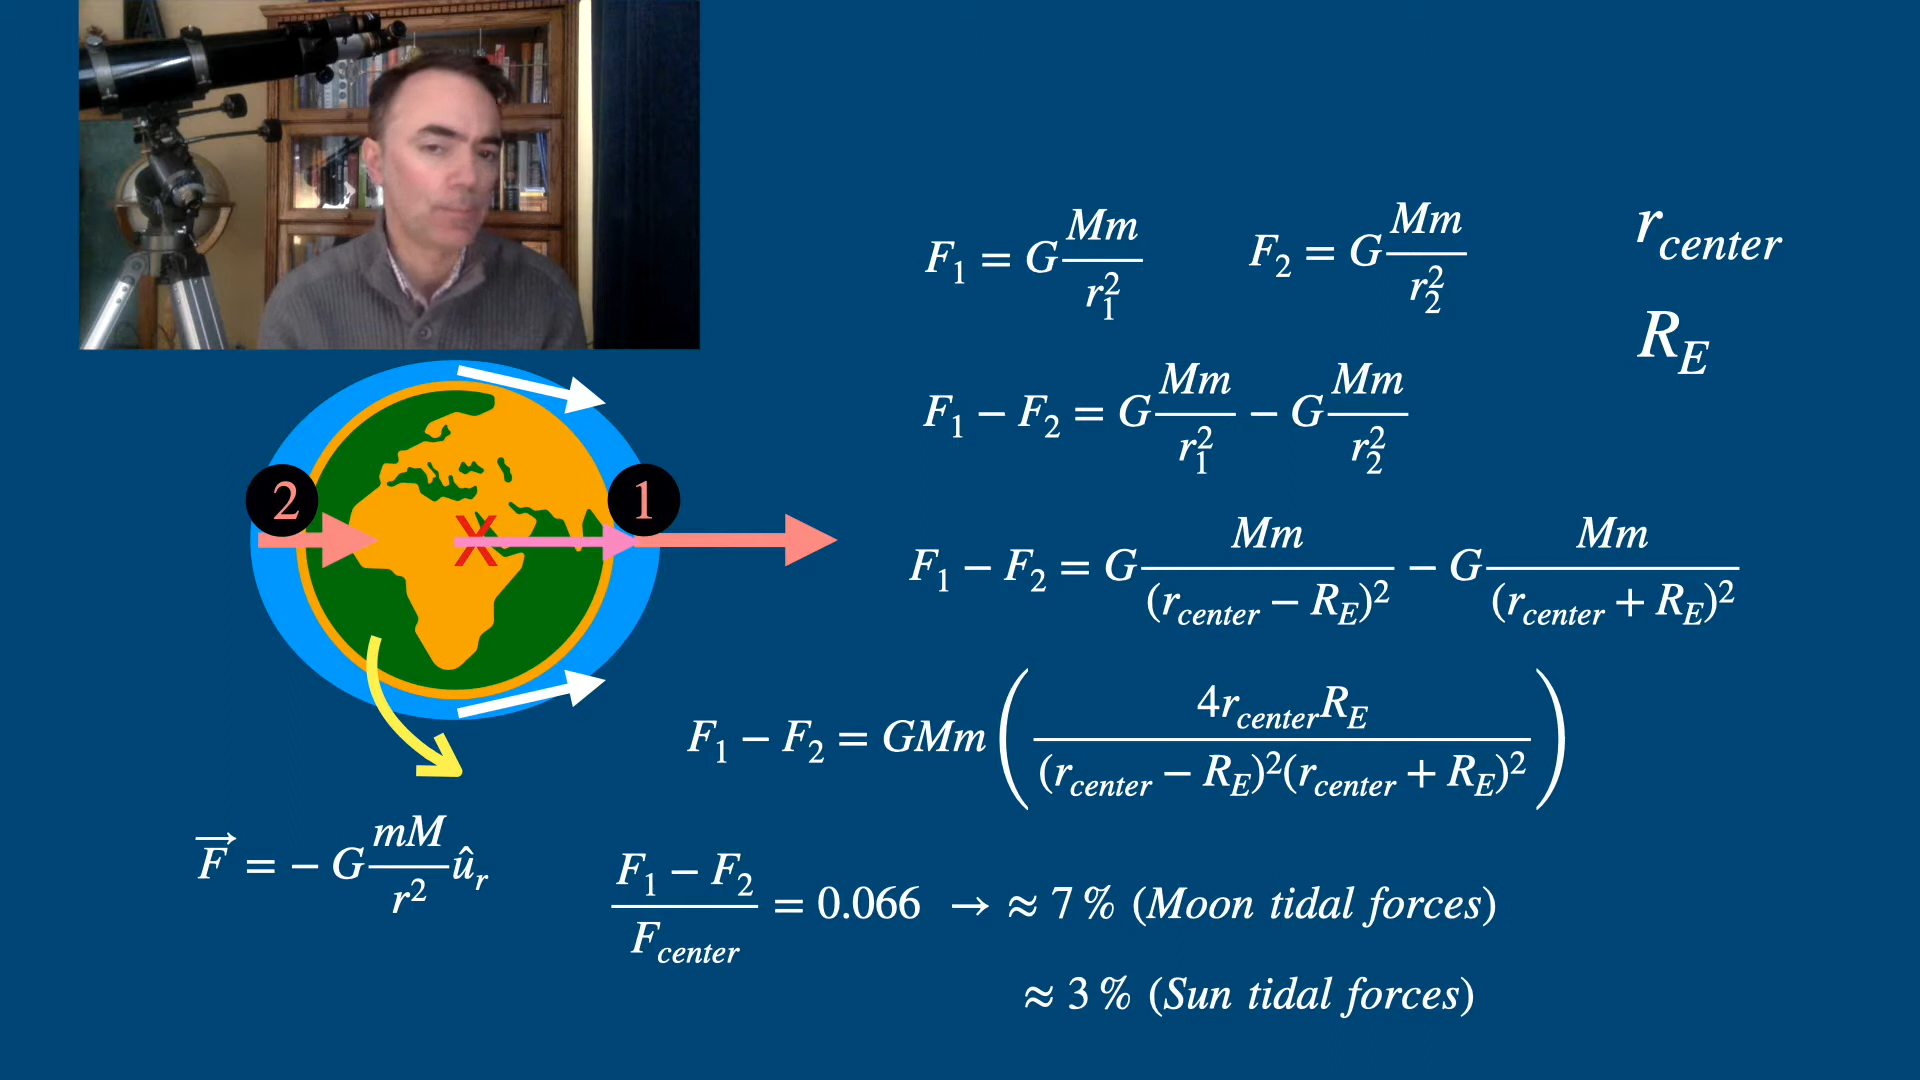 F₁ = G Mm/r₁²    F₂ = G Mm/r₂²    r_center
R_E
F₁ − F₂ = G Mm/r₁² − G Mm/r₂²
2    1
X
F₁ − F₂ = G Mm/(r_center − R_E)² − G Mm/(r_center + R_E)²
F₁ − F₂ = GMm (4r_center R_E/((r_center − R_E)²(r_center + R_E)²))
F⃗ = − G mM/r² û_r
(F₁ − F₂)/F_center = 0.066 → ≈ 7 % (Moon tidal forces)
≈ 3 % (Sun tidal forces)